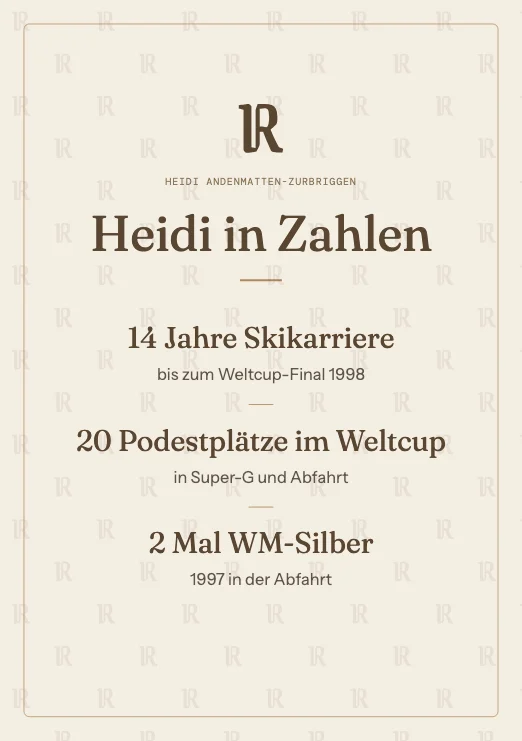 HEIDI ANDENMATTEN-ZURBRIGGEN
Heidi in Zahlen
14 Jahre Skikarriere
bis zum Weltcup-Final 1998
20 Podestplätze im Weltcup
in Super-G und Abfahrt
2 Mal WM-Silber
1997 in der Abfahrt